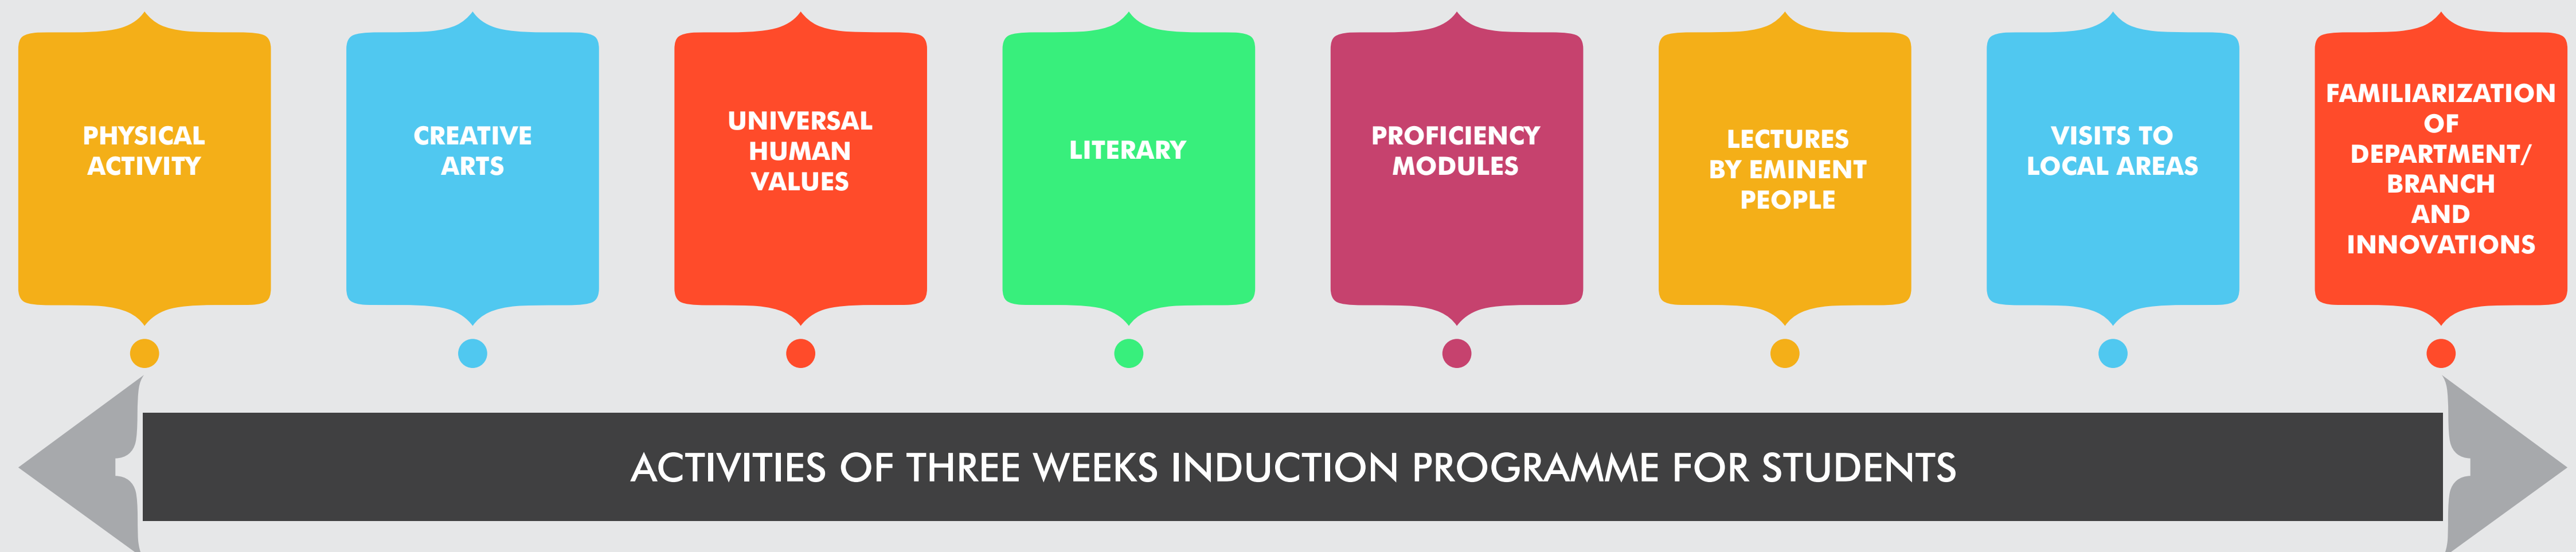 PHYSICAL
ACTIVITY
CREATIVE
ARTS
UNIVERSAL
HUMAN
VALUES
LITERARY
PROFICIENCY
MODULES
LECTURES
BY EMINENT
PEOPLE
VISITS TO
LOCAL AREAS
FAMILIARIZATION
OF
DEPARTMENT/
BRANCH
AND
INNOVATIONS
ACTIVITIES OF THREE WEEKS INDUCTION PROGRAMME FOR STUDENTS